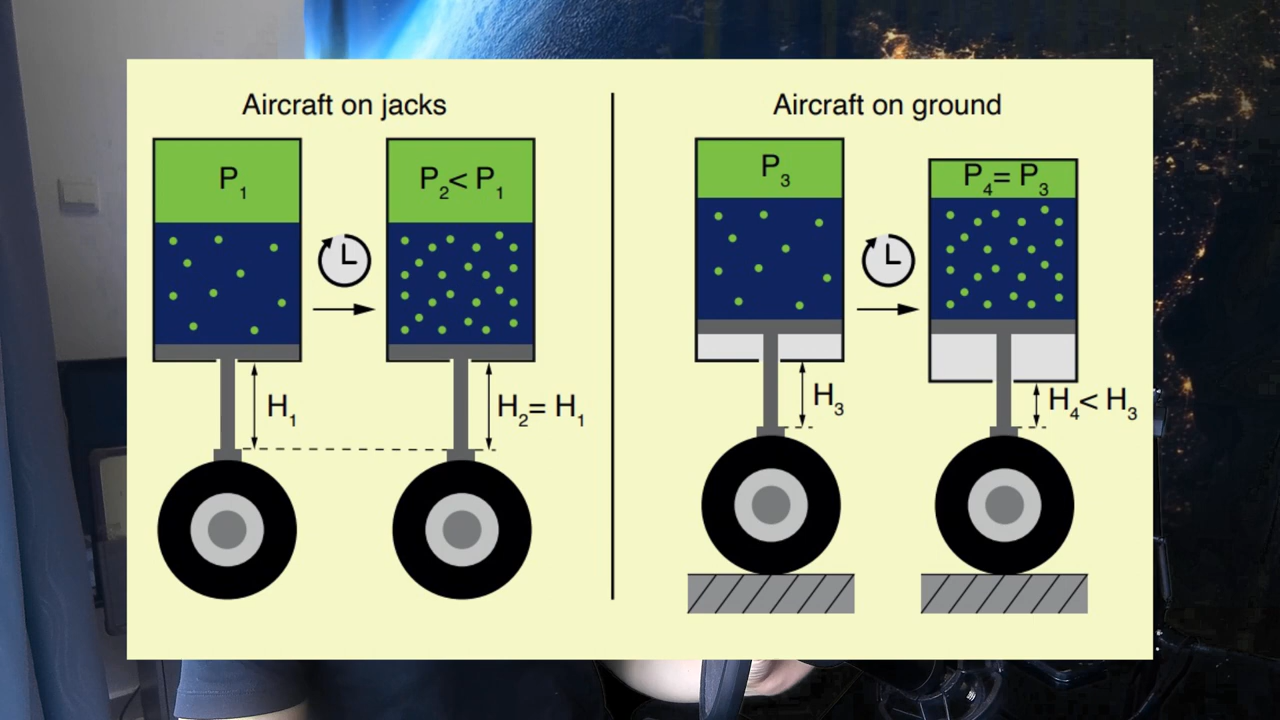 Aircraft on jacks
P₁
P₂< P₁
H₁
H₂= H₁
Aircraft on ground
P₃
P₄= P₃
H₃
H₄< H₃